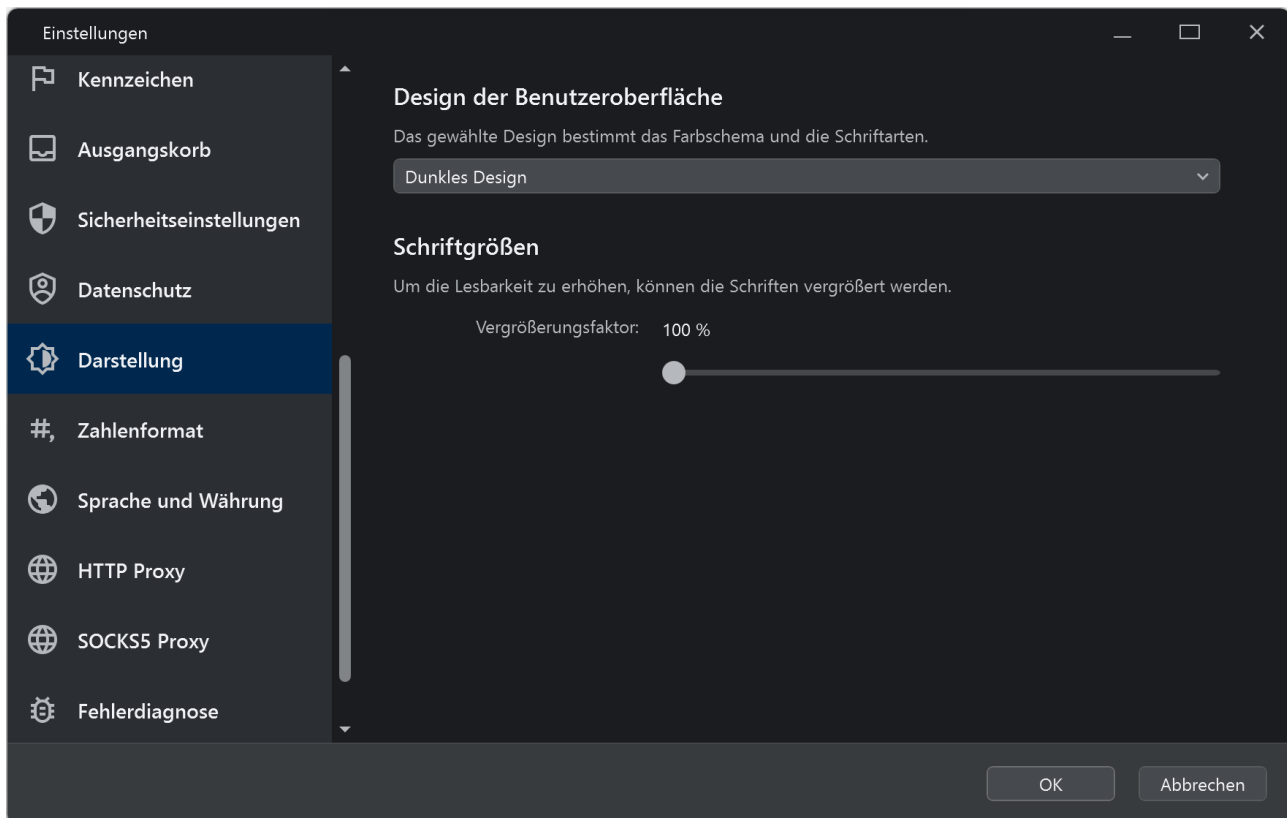 Einstellungen
Kennzeichen
Ausgangskorb
Sicherheitseinstellungen
Datenschutz
Darstellung
Zahlenformat
Sprache und Währung
HTTP Proxy
SOCKS5 Proxy
Fehlerdiagnose
Design der Benutzeroberfläche
Das gewählte Design bestimmt das Farbschema und die Schriftarten.
Dunkles Design
Schriftgrößen
Um die Lesbarkeit zu erhöhen, können die Schriften vergrößert werden.
Vergrößerungsfaktor: 100 %
OK
Abbrechen